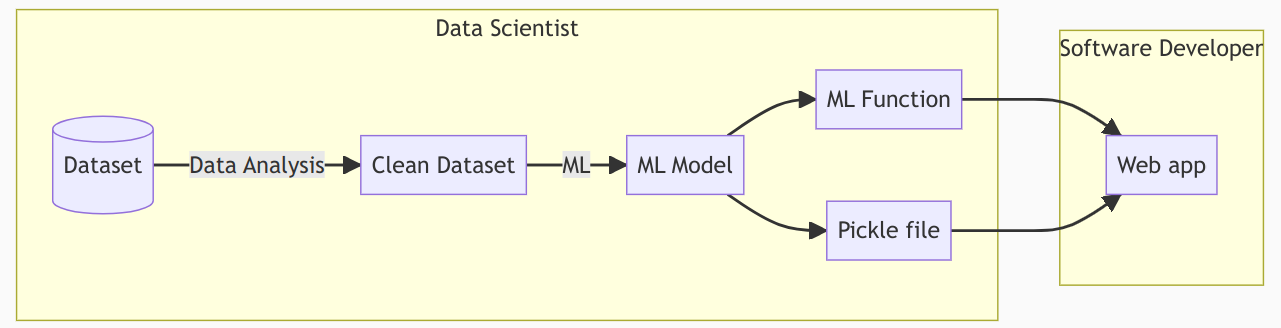 Data Scientist
Software Developer
Dataset
Data Analysis
Clean Dataset
ML
ML Model
ML Function
Pickle file
Web app